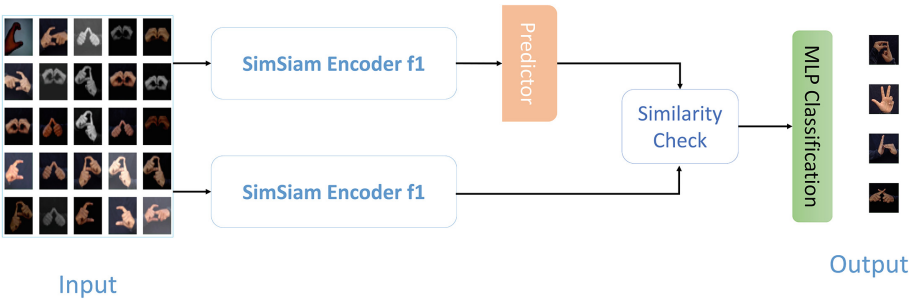 SimSiam Encoder f1
Predictor
Similarity
Check
MLP Classification
SimSiam Encoder f1
Input
Output